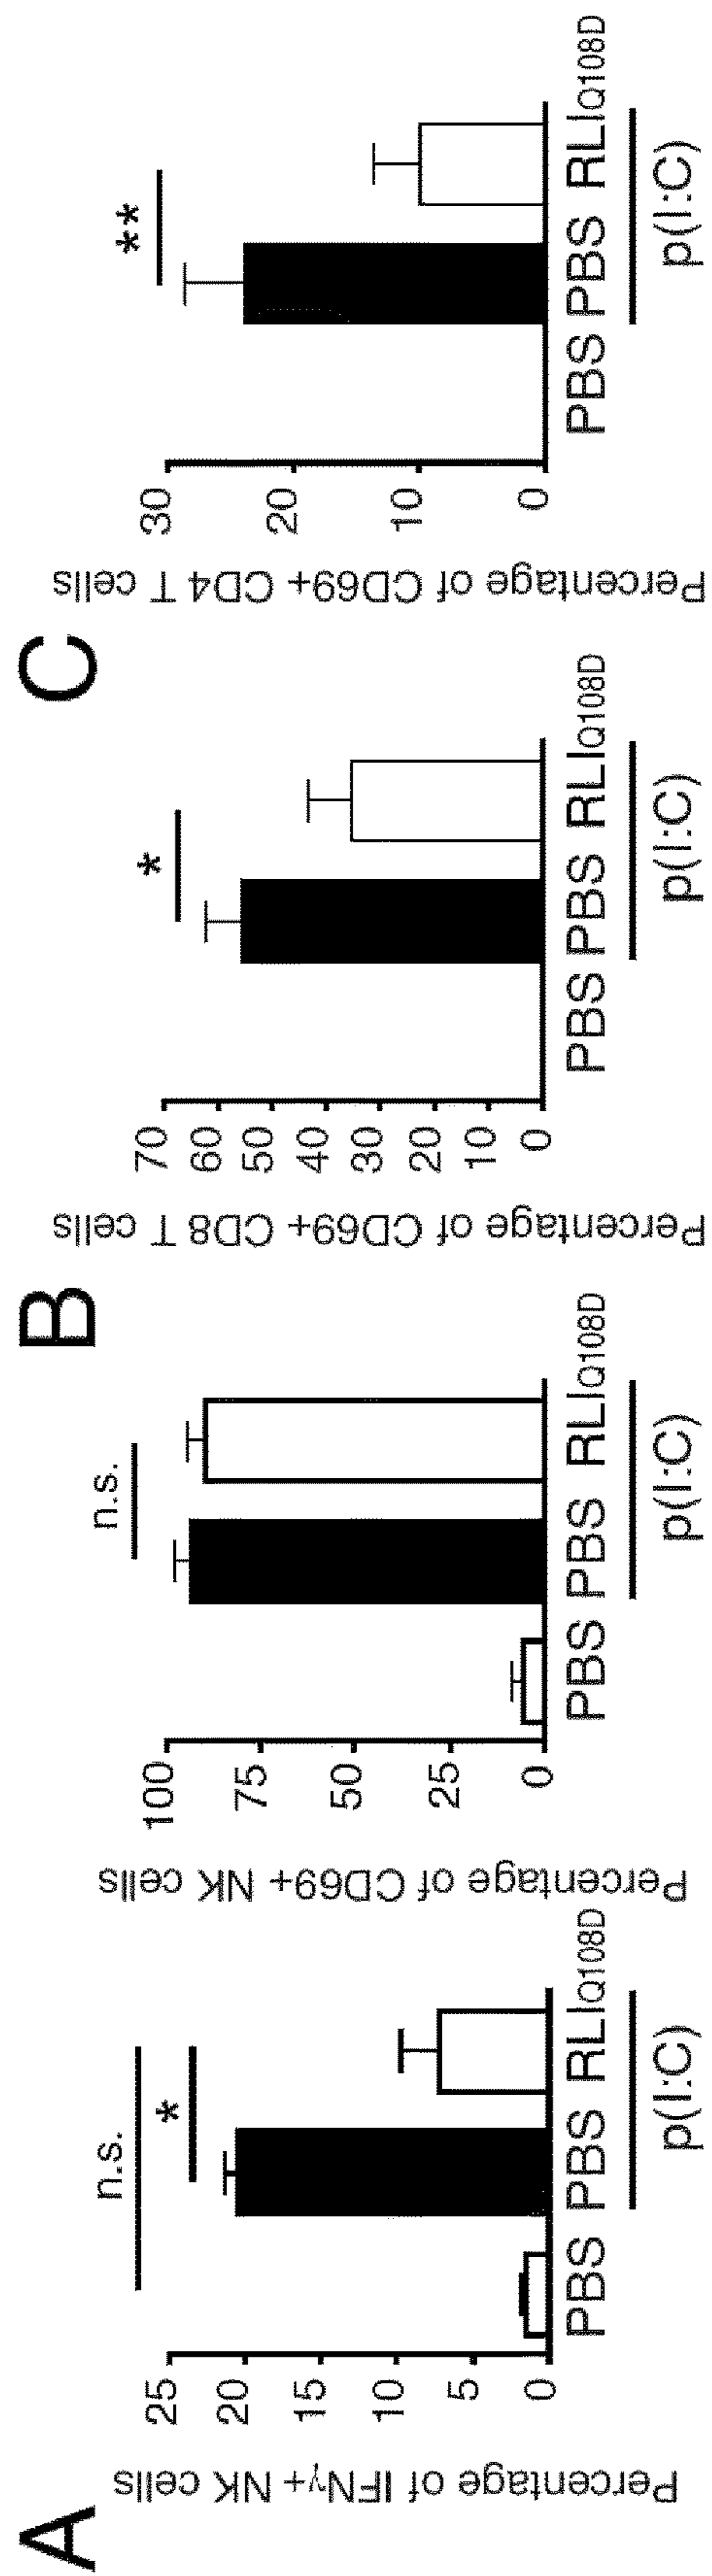 A
Percentage of IFNγ+ NK cells
25
20
15
10
5
0
n.s.
*
PBS PBS RLIQ108D
p(I:C)
Percentage of CD69+ NK cells
100
75
50
25
0
n.s.
PBS PBS RLIQ108D
p(I:C)
B
Percentage of CD69+ CD8 T cells
70
60
50
40
30
20
10
0
*
PBS PBS RLIQ108D
p(I:C)
C
Percentage of CD69+ CD4 T cells
30
20
10
0
**
PBS PBS RLIQ108D
p(I:C)